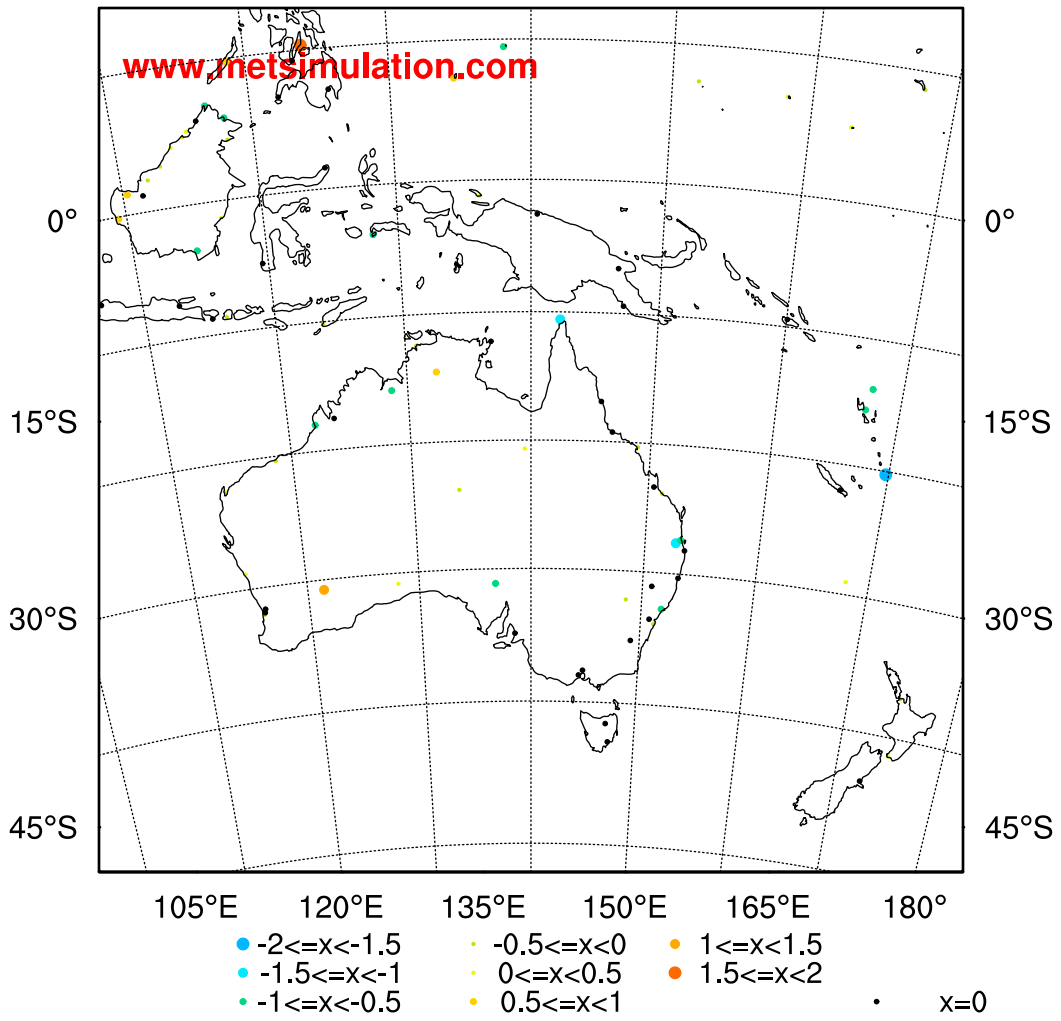 www.metsimulation.com
0° 0°
15°S 15°S
30°S 30°S
45°S 45°S
105°E 120°E 135°E 150°E 165°E 180°
-2<=x<-1.5 -0.5<=x<0 1<=x<1.5
-1.5<=x<-1 0<=x<0.5 1.5<=x<2
-1<=x<-0.5 0.5<=x<1 x=0